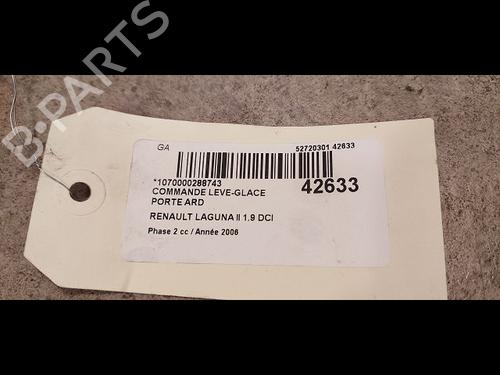 B-PARTS
GA
52720301 42633
*1070000288743
42633
COMMANDE LEVE-GLACE
PORTE ARD
RENAULT LAGUNA II 1.9 DCI
Phase 2 cc / Année 2006